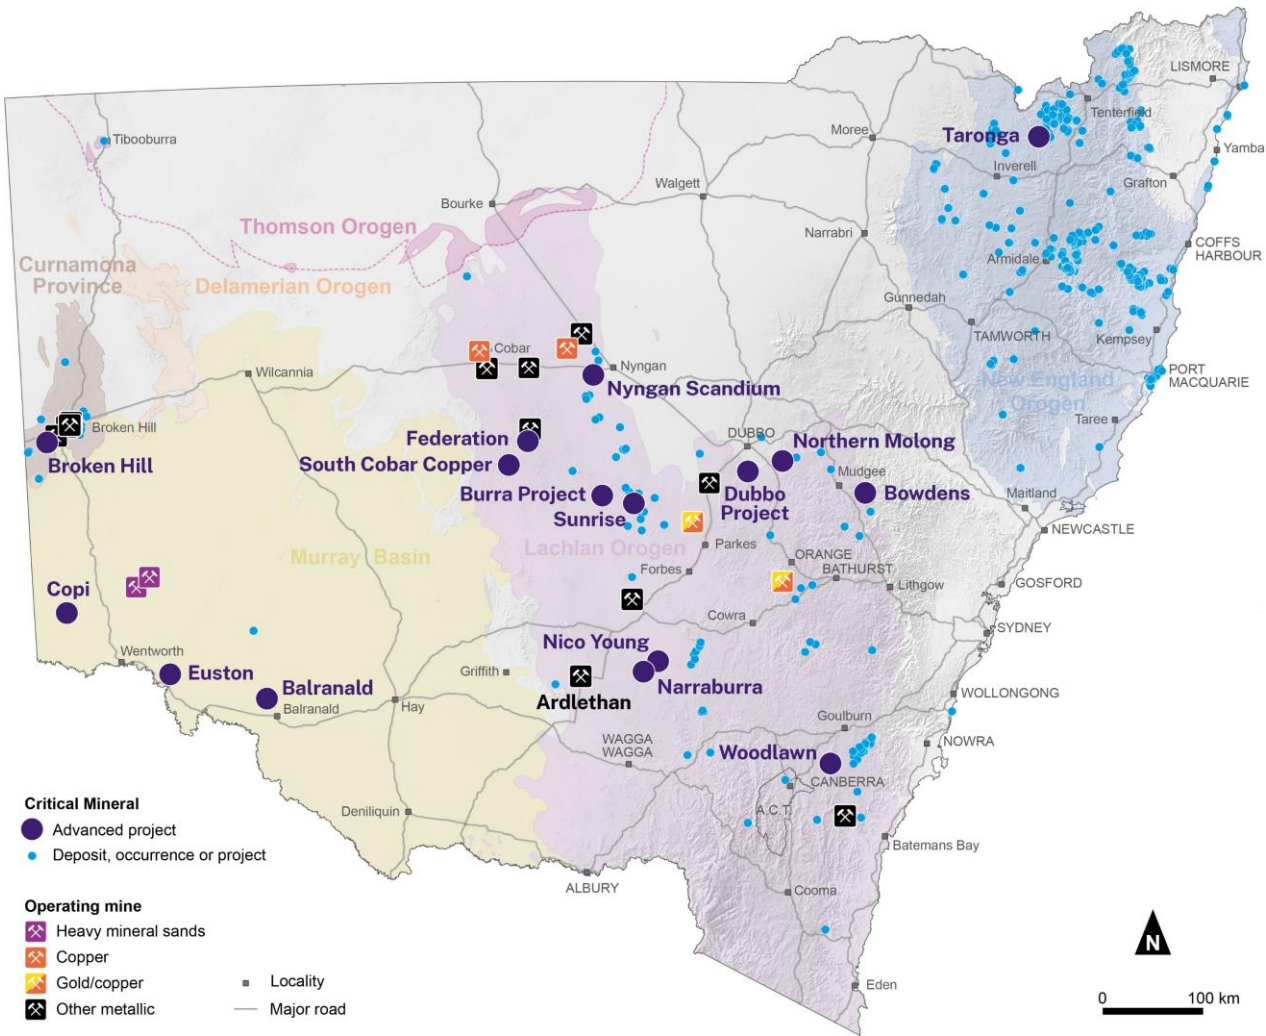 LISMORE
Tenterfield
Moree
Taronga
Yamba
Tibooburra
Inverell
Walgett
Grafton
Bourke
Thomson Orogen
Narrabri
COFFS
HARBOUR
Armidale
Curnamona
Province
Delamerian Orogen
Gunnedah
TAMWORTH
Kempsey
Cobar
Nyngan
Wilcannia
PORT
MACQUARIE
New England
Orogen
Nyngan Scandium
Taree
Broken Hill
Federation
DUBBO
Northern Molong
Broken Hill
South Cobar Copper
Mudgee
Burra Project
Dubbo
Project
Bowdens
Maitland
Sunrise
NEWCASTLE
Murray Basin
Lachlan Orogen
Parkes
ORANGE
Forbes
BATHURST
Lithgow
GOSFORD
Copi
Cowra
SYDNEY
Wentworth
Nico Young
Euston
Griffith
Narraburra
Balranald
Ardlethan
WOLLONGONG
Balranald
Hay
Goulburn
WAGGA
WAGGA
Woodlawn
NOWRA
CANBERRA
A.C.T.
Critical Mineral
Advanced project
Deposit, occurrence or project
Deniliquin
Batemans Bay
ALBURY
Cooma
Operating mine
Heavy mineral sands
Copper
Gold/copper
Other metallic
Locality
Major road
Eden
N
0 100 km